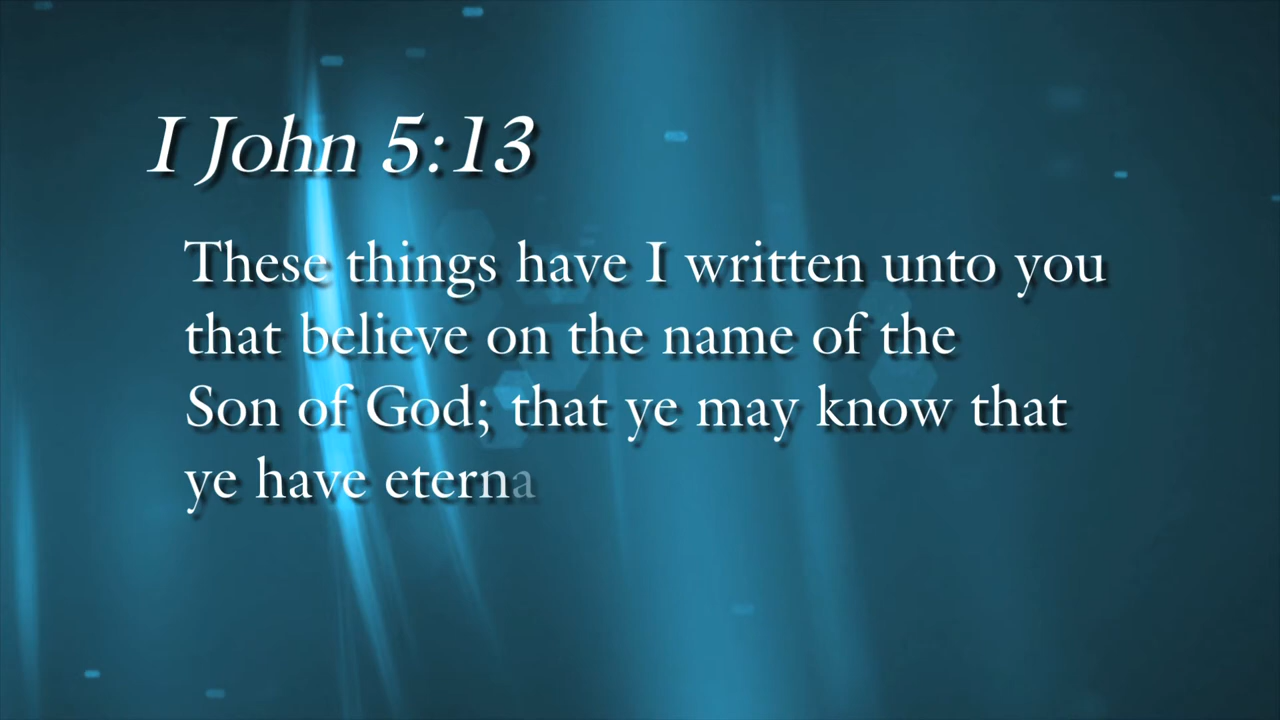 I John 5:13
These things have I written unto you
that believe on the name of the
Son of God; that ye may know that
ye have eterna